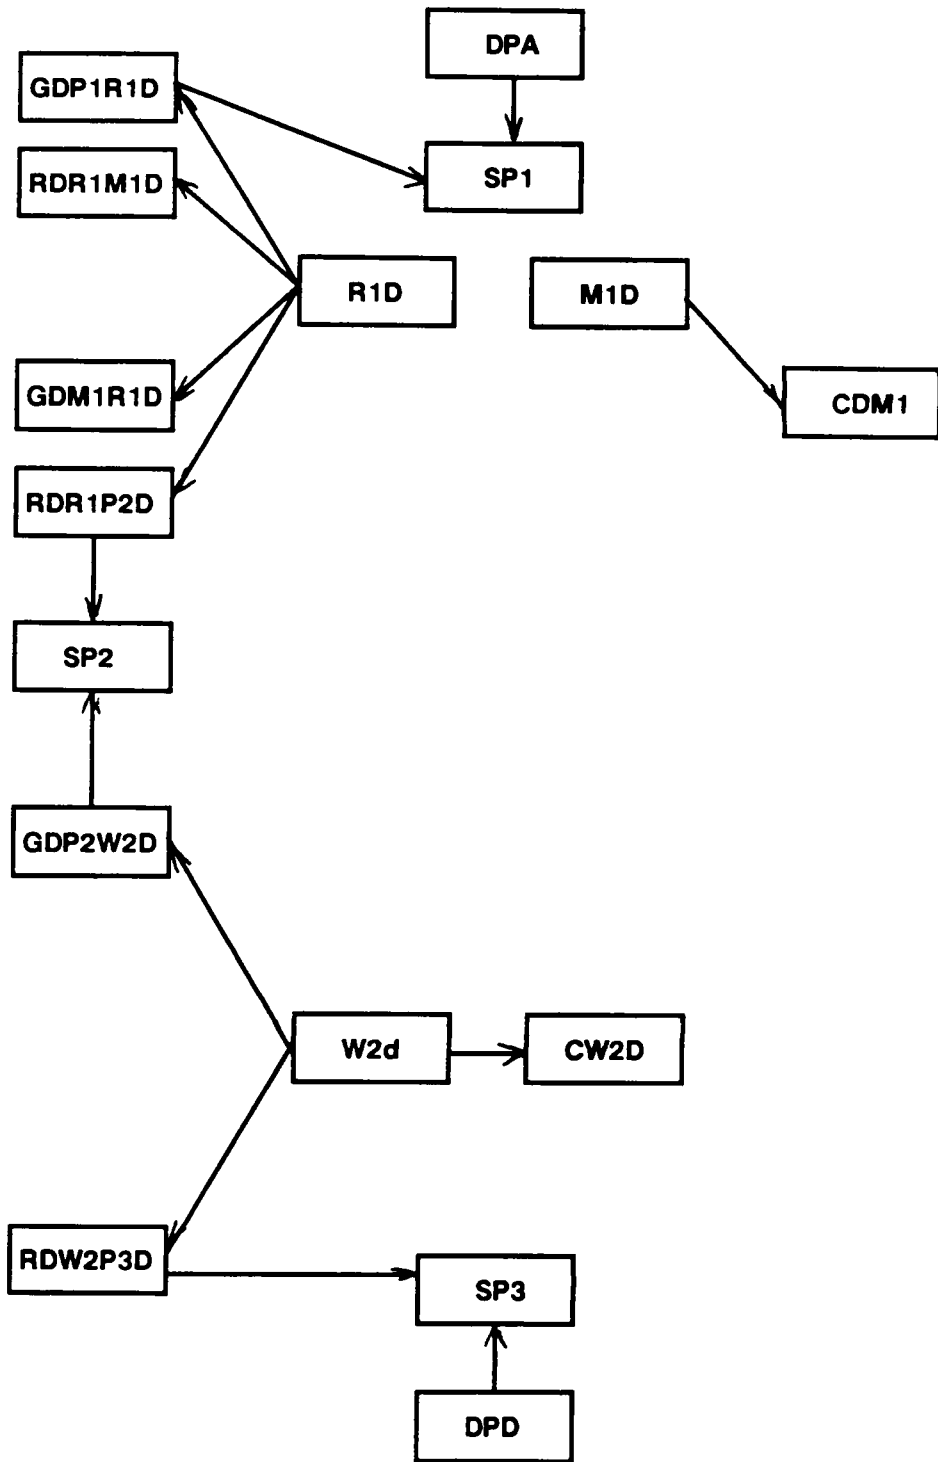 DPA
GDP1R1D
RDR1M1D
SP1
R1D
M1D
GDM1R1D
CDM1
RDR1P2D
SP2
GDP2W2D
W2d
CW2D
RDW2P3D
SP3
DPD